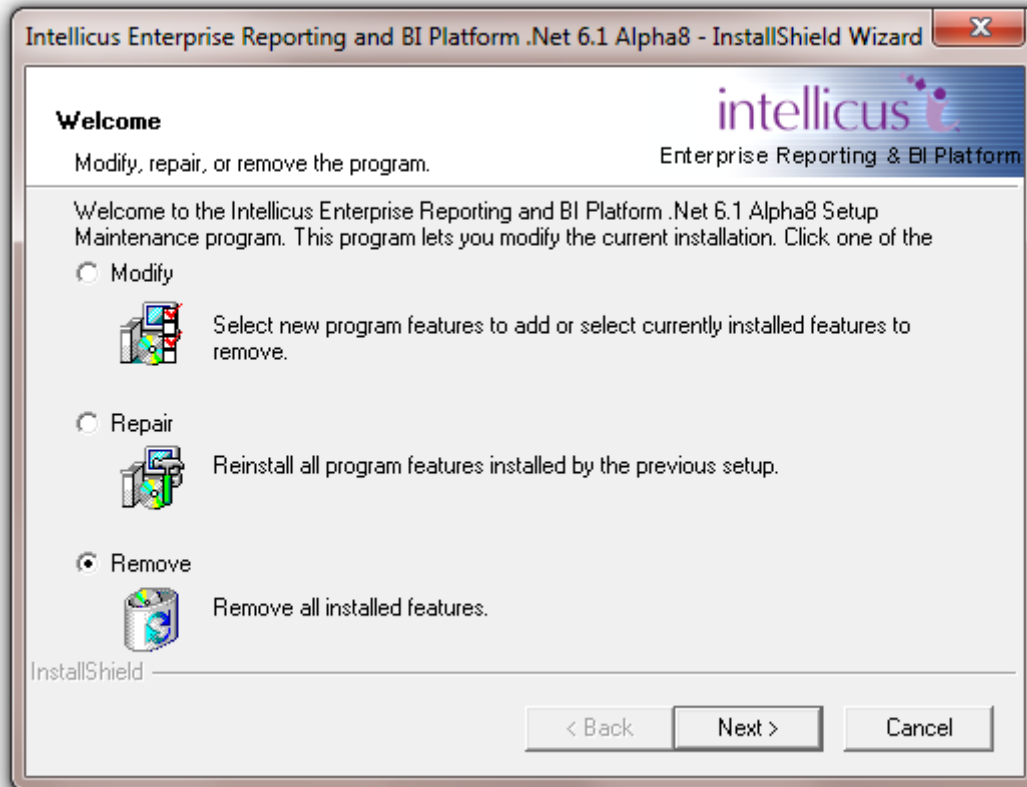 Intellicus Enterprise Reporting and BI Platform .Net 6.1 Alpha8 - InstallShield Wizard
Welcome
Modify, repair, or remove the program.
intellicus
Enterprise Reporting & BI Platform
Welcome to the Intellicus Enterprise Reporting and BI Platform .Net 6.1 Alpha8 Setup
Maintenance program. This program lets you modify the current installation. Click one of the
Modify
Select new program features to add or select currently installed features to
remove.
Repair
Reinstall all program features installed by the previous setup.
Remove
Remove all installed features.
InstallShield
< Back
Next >
Cancel